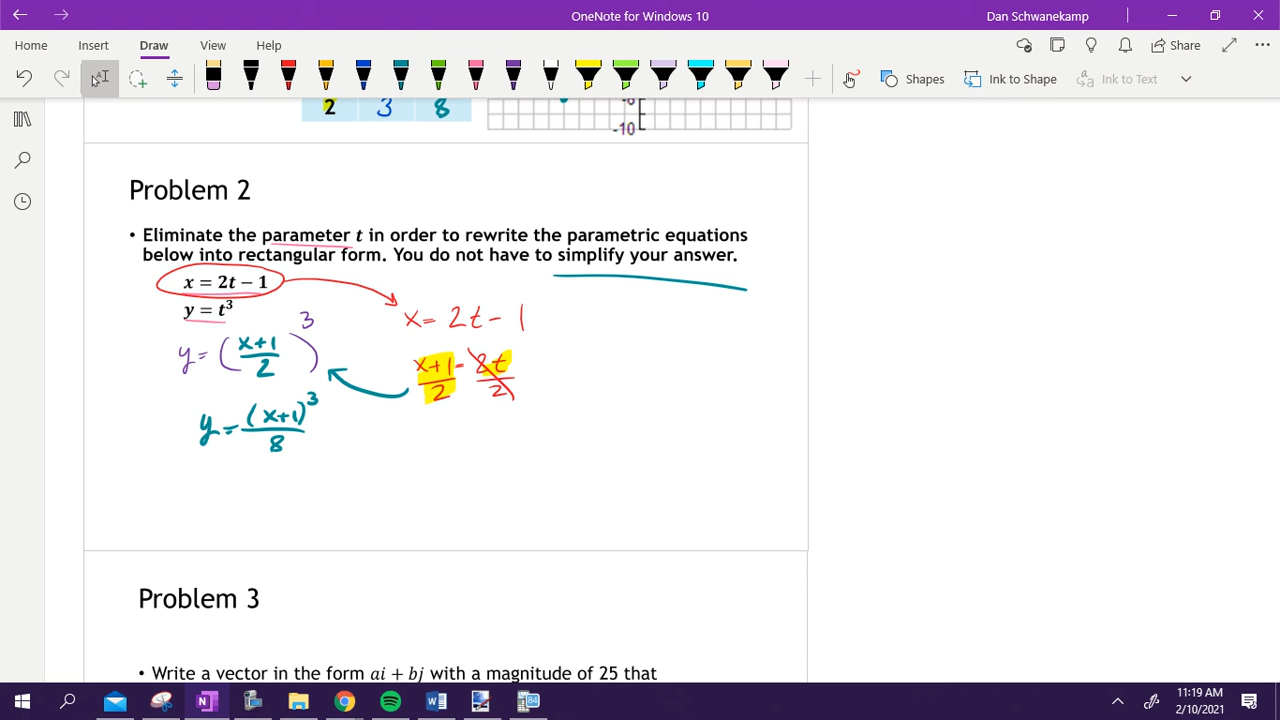 OneNote for Windows 10
Dan Schwanekamp
Home Insert Draw View Help
Share
Shapes
Ink to Shape
Ink to Text
2 3 8
-10
Problem 2
• Eliminate the parameter t in order to rewrite the parametric equations
below into rectangular form. You do not have to simplify your answer.
x = 2t − 1
y = t³
x = 2t - 1
y = (x+1/2)³
x+1/2 = 2t/2
y = (x+1)³/8
Problem 3
• Write a vector in the form ai + bj with a magnitude of 25 that
11:19 AM
2/10/2021